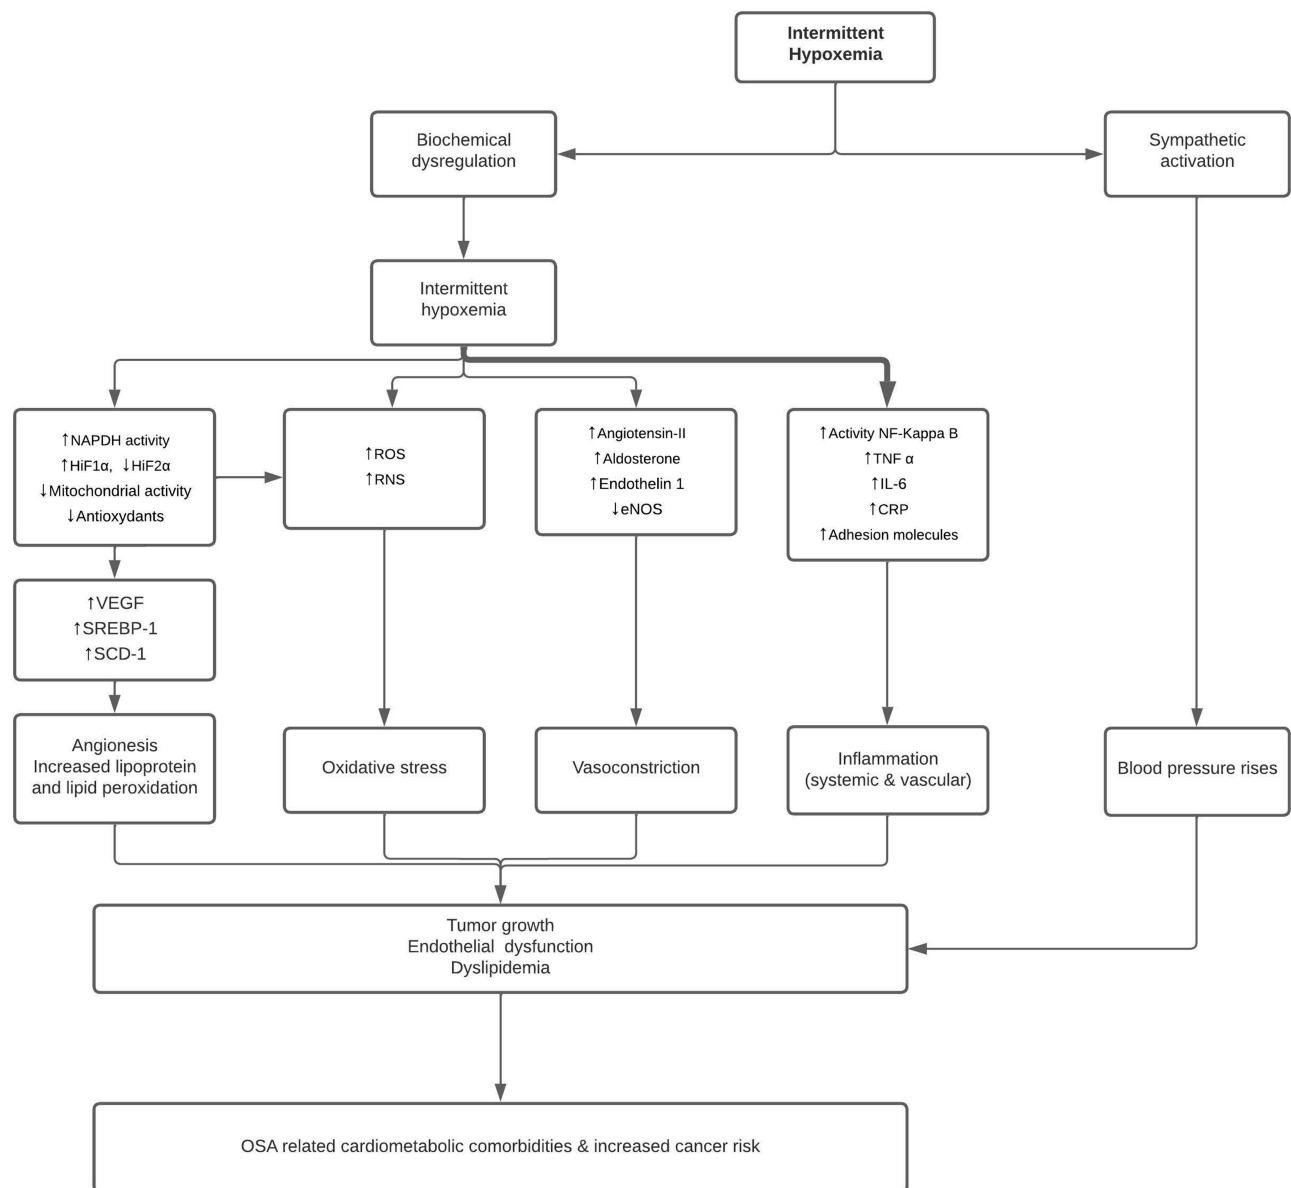 Intermittent
Hypoxemia
Biochemical
dysregulation
Sympathetic
activation
Intermittent
hypoxemia
↑NAPDH activity
↑HiF1α, ↓HiF2α
↓Mitochondrial activity
↓Antioxydants
↑ROS
↑RNS
↑Angiotensin-II
↑Aldosterone
↑Endothelin 1
↓eNOS
↑Activity NF-Kappa B
↑TNF α
↑IL-6
↑CRP
↑Adhesion molecules
↑VEGF
↑SREBP-1
↑SCD-1
Angionesis
Increased lipoprotein
and lipid peroxidation
Oxidative stress
Vasoconstriction
Inflammation
(systemic & vascular)
Blood pressure rises
Tumor growth
Endothelial dysfunction
Dyslipidemia
OSA related cardiometabolic comorbidities & increased cancer risk